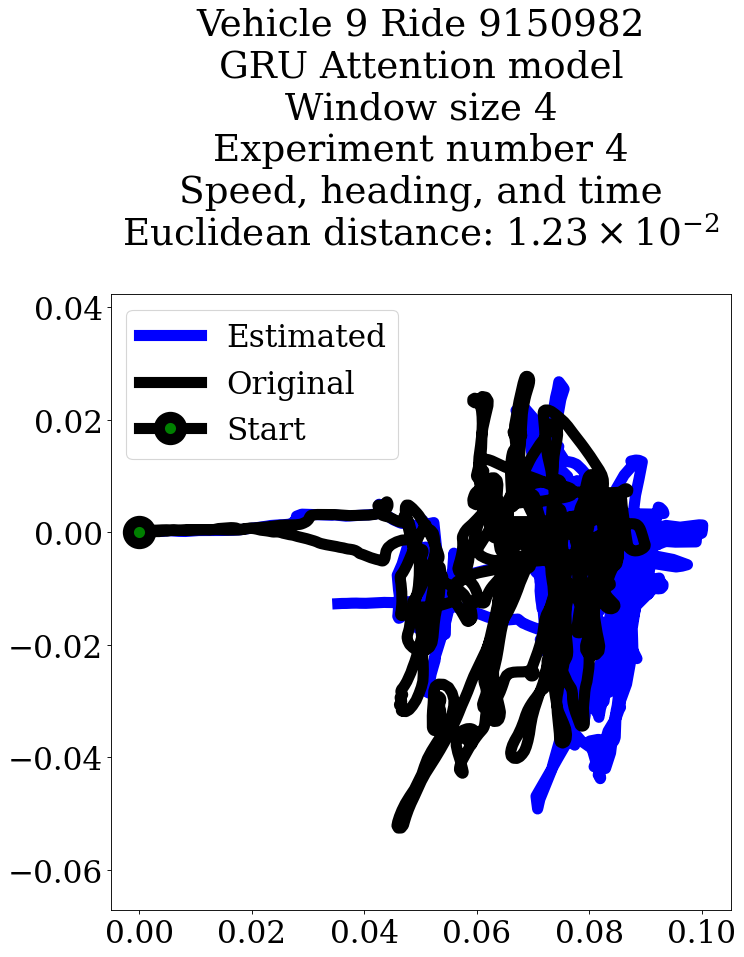 Vehicle 9 Ride 9150982
GRU Attention model
Window size 4
Experiment number 4
Speed, heading, and time
Euclidean distance: 1.23 × 10⁻²
0.04
0.02
0.00
−0.02
−0.04
−0.06
Estimated
Original
Start
0.00 0.02 0.04 0.06 0.08 0.10